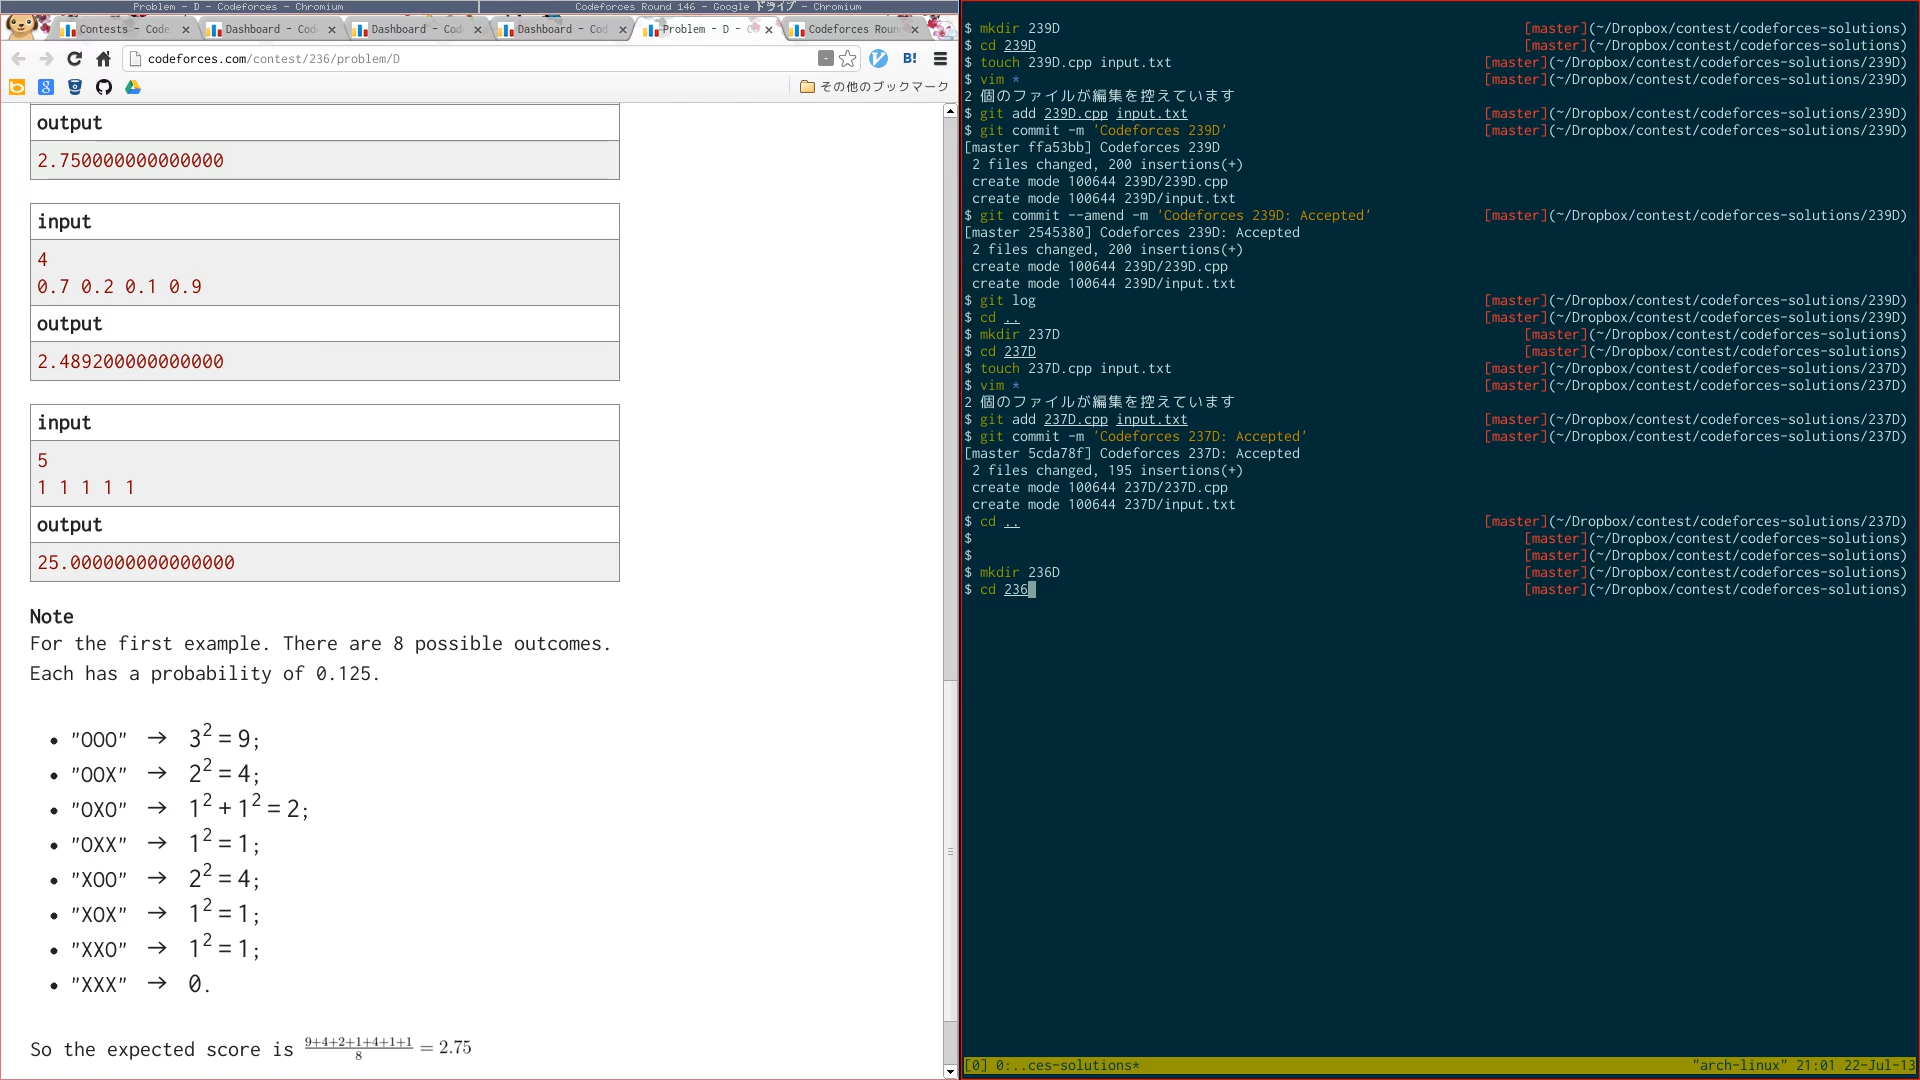 Problem - D - Codeforces - Chromium
Codeforces Round 146 - Google ドライブ - Chromium
Contests - Code
Dashboard - Cod
Dashboard - Cod
Dashboard - Cod
Problem - D - C
Codeforces Roun
codeforces.com/contest/236/problem/D
その他のブックマーク
output
2.750000000000000
input
4
0.7 0.2 0.1 0.9
output
2.489200000000000
input
5
1 1 1 1 1
output
25.000000000000000
Note
For the first example. There are 8 possible outcomes.
Each has a probability of 0.125.
• "OOO" → 3² = 9;
• "OOX" → 2² = 4;
• "OXO" → 1² + 1² = 2;
• "OXX" → 1² = 1;
• "XOO" → 2² = 4;
• "XOX" → 1² = 1;
• "XXO" → 1² = 1;
• "XXX" → 0.
So the expected score is (9+4+2+1+4+1+1)/8 = 2.75
$ mkdir 239D [master](~/Dropbox/contest/codeforces-solutions)
$ cd 239D [master](~/Dropbox/contest/codeforces-solutions)
$ touch 239D.cpp input.txt [master](~/Dropbox/contest/codeforces-solutions/239D)
$ vim * [master](~/Dropbox/contest/codeforces-solutions/239D)
2 個のファイルが編集を控えています
$ git add 239D.cpp input.txt [master](~/Dropbox/contest/codeforces-solutions/239D)
$ git commit -m 'Codeforces 239D' [master](~/Dropbox/contest/codeforces-solutions/239D)
[master ffa53bb] Codeforces 239D
2 files changed, 200 insertions(+)
create mode 100644 239D/239D.cpp
create mode 100644 239D/input.txt
$ git commit --amend -m 'Codeforces 239D: Accepted' [master](~/Dropbox/contest/codeforces-solutions/239D)
[master 2545380] Codeforces 239D: Accepted
2 files changed, 200 insertions(+)
create mode 100644 239D/239D.cpp
create mode 100644 239D/input.txt
$ git log [master](~/Dropbox/contest/codeforces-solutions/239D)
$ cd .. [master](~/Dropbox/contest/codeforces-solutions/239D)
$ mkdir 237D [master](~/Dropbox/contest/codeforces-solutions)
$ cd 237D [master](~/Dropbox/contest/codeforces-solutions)
$ touch 237D.cpp input.txt [master](~/Dropbox/contest/codeforces-solutions/237D)
$ vim * [master](~/Dropbox/contest/codeforces-solutions/237D)
2 個のファイルが編集を控えています
$ git add 237D.cpp input.txt [master](~/Dropbox/contest/codeforces-solutions/237D)
$ git commit -m 'Codeforces 237D: Accepted' [master](~/Dropbox/contest/codeforces-solutions/237D)
[master 5cda78f] Codeforces 237D: Accepted
2 files changed, 195 insertions(+)
create mode 100644 237D/237D.cpp
create mode 100644 237D/input.txt
$ cd .. [master](~/Dropbox/contest/codeforces-solutions/237D)
$ [master](~/Dropbox/contest/codeforces-solutions)
$ [master](~/Dropbox/contest/codeforces-solutions)
$ mkdir 236D [master](~/Dropbox/contest/codeforces-solutions)
$ cd 236 [master](~/Dropbox/contest/codeforces-solutions)
[0] 0:..ces-solutions* "arch-linux" 21:01 22-Jul-13